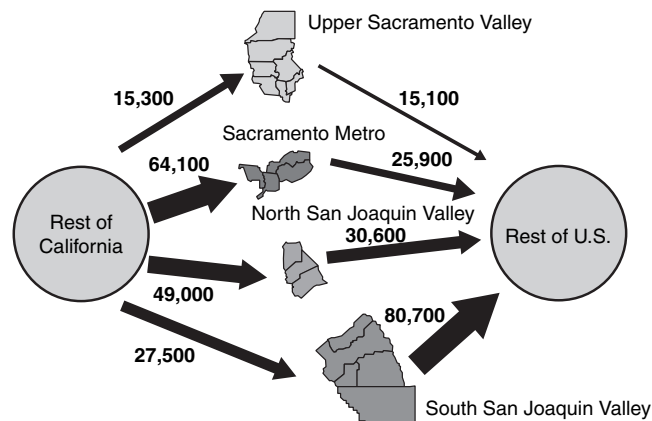 Upper Sacramento Valley
15,300
15,100
Sacramento Metro
64,100
25,900
North San Joaquin Valley
30,600
Rest of
California
Rest of U.S.
49,000
80,700
27,500
South San Joaquin Valley